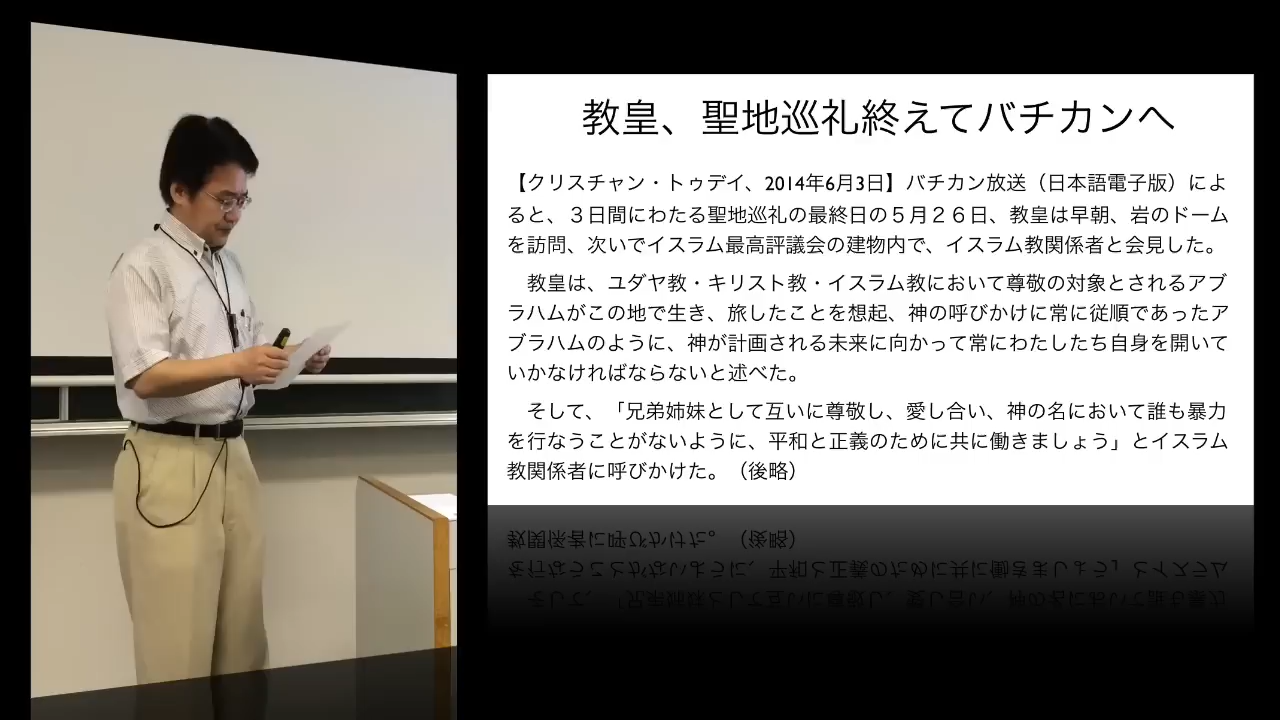 教皇、聖地巡礼終えてバチカンへ
【クリスチャン・トゥデイ、2014年6月3日】バチカン放送（日本語電子版）によ
ると、３日間にわたる聖地巡礼の最終日の５月２６日、教皇は早朝、岩のドーム
を訪問、次いでイスラム最高評議会の建物内で、イスラム教関係者と会見した。
　教皇は、ユダヤ教・キリスト教・イスラム教において尊敬の対象とされるアブ
ラハムがこの地で生き、旅したことを想起、神の呼びかけに常に従順であったア
ブラハムのように、神が計画される未来に向かって常にわたしたち自身を開いて
いかなければならないと述べた。
　そして、「兄弟姉妹として互いに尊敬し、愛し合い、神の名において誰も暴力
を行なうことがないように、平和と正義のために共に働きましょう」とイスラム
教関係者に呼びかけた。（後略）